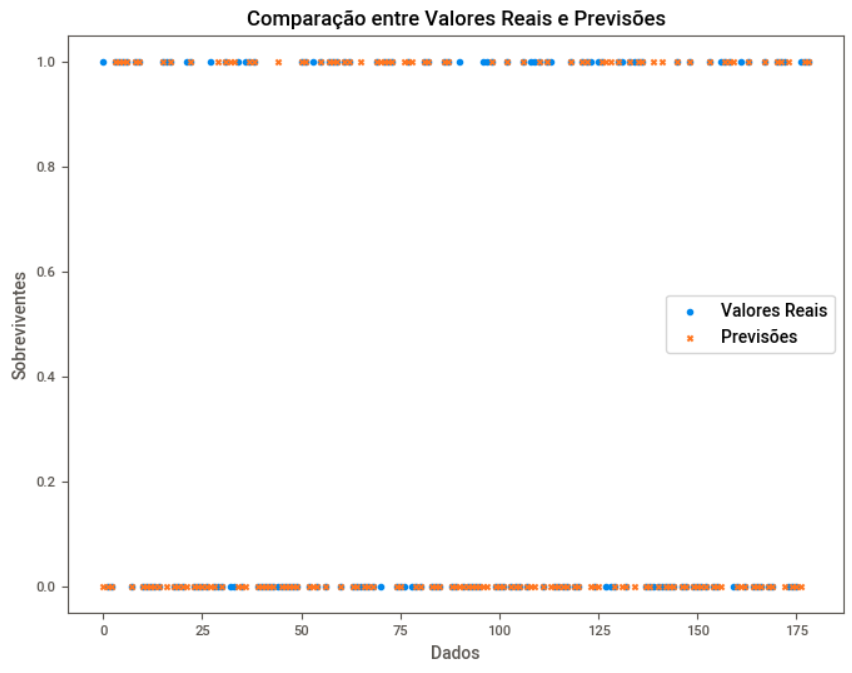 Comparação entre Valores Reais e Previsões
1.0
0.8
0.6
0.4
0.2
0.0
Sobreviventes
Valores Reais
Previsões
0 25 50 75 100 125 150 175
Dados